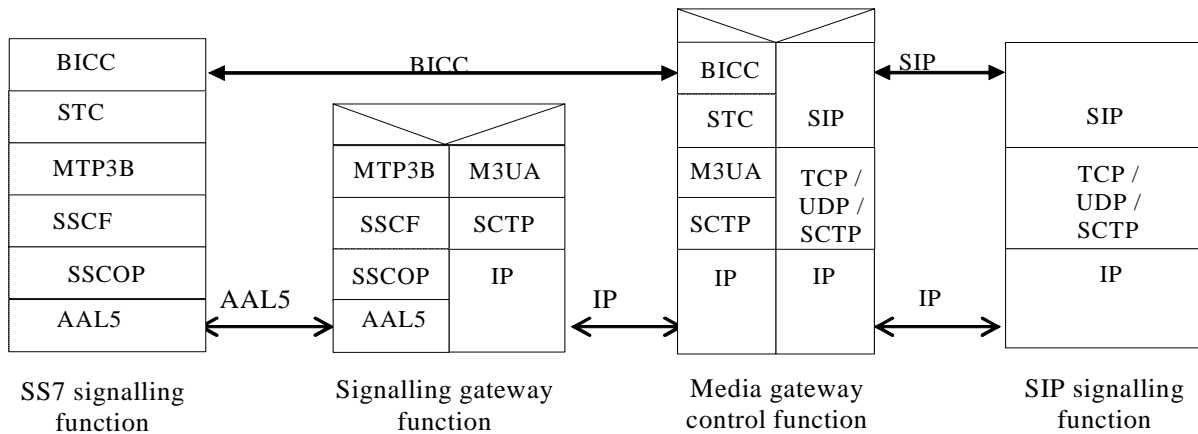 BICC
STC
MTP3B
SSCF
SSCOP
AAL5
SS7 signalling
function
BICC
AAL5
MTP3B
M3UA
SSCF
SCTP
SSCOP
IP
AAL5
Signalling gateway
function
IP
BICC
STC
SIP
M3UA
TCP /
UDP /
SCTP
SCTP
IP
IP
Media gateway
control function
SIP
IP
SIP
TCP /
UDP /
SCTP
IP
SIP signalling
function